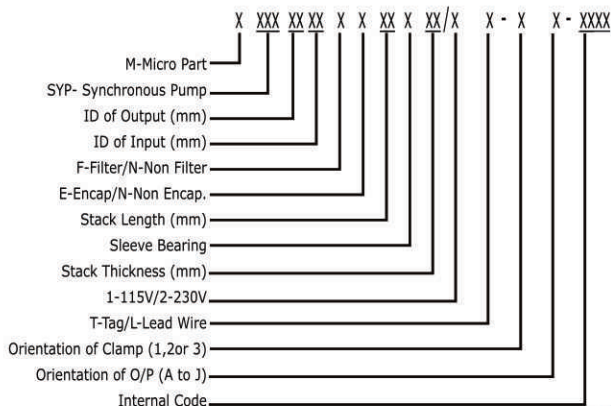 X XXX XX XX X X XX X XX/X X - X X - XXXX
M-Micro Part
SYP- Synchronous Pump
ID of Output (mm)
ID of Input (mm)
F-Filter/N-Non Filter
E-Encap/N-Non Encap.
Stack Length (mm)
Sleeve Bearing
Stack Thickness (mm)
1-115V/2-230V
T-Tag/L-Lead Wire
Orientation of Clamp (1,2or 3)
Orientation of O/P (A to J)
Internal Code